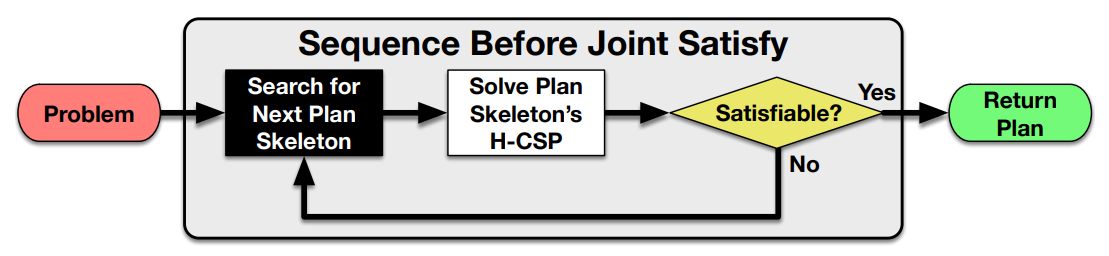 Sequence Before Joint Satisfy
Problem
Search for
Next Plan
Skeleton
Solve Plan
Skeleton's
H-CSP
Satisfiable?
Yes
No
Return
Plan